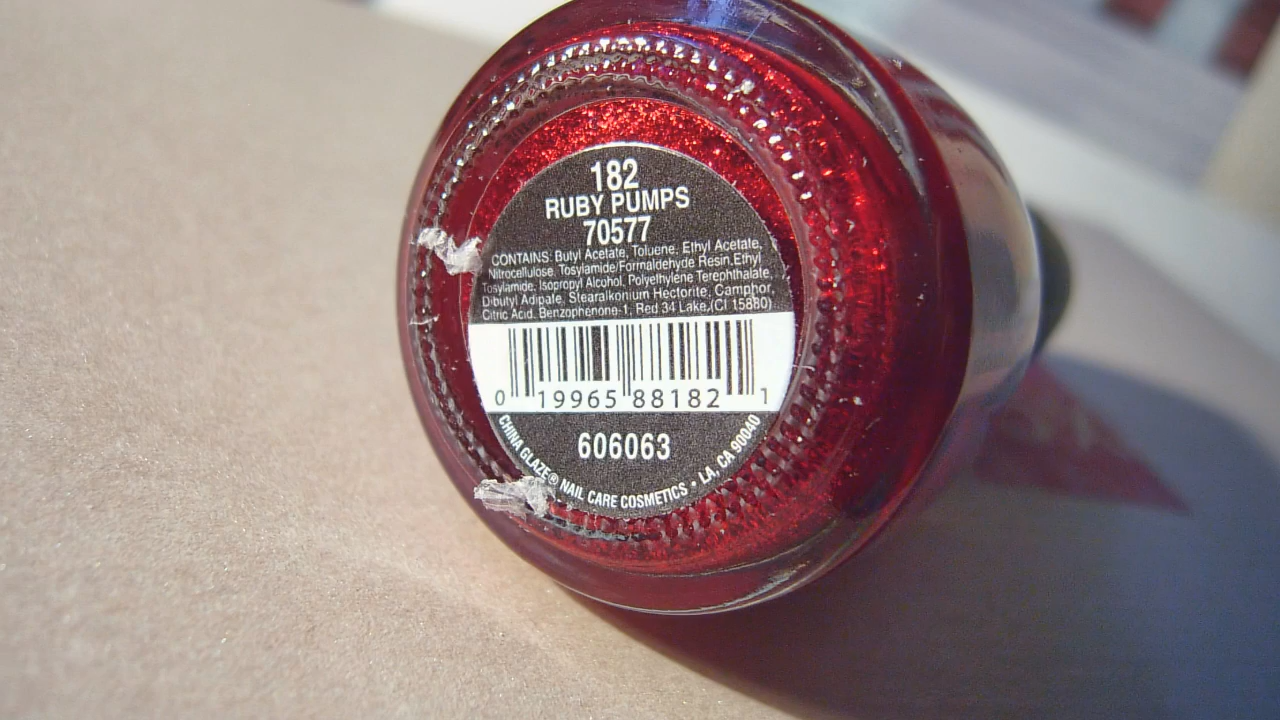 182
RUBY PUMPS
70577
CONTAINS: Butyl Acetate, Toluene, Ethyl Acetate,
Nitrocellulose, Tosylamide/Formaldehyde Resin,Ethyl
Tosylamide, Isopropyl Alcohol, Polyethylene Terephthalate,
Dibutyl Adipate, Stearalkonium Hectorite, Camphor,
Citric Acid, Benzophenone-1, Red 34 Lake,(CI 15880)
0 19965 88182 1
606063
CHINA GLAZE® NAIL CARE COSMETICS • LA, CA 90040